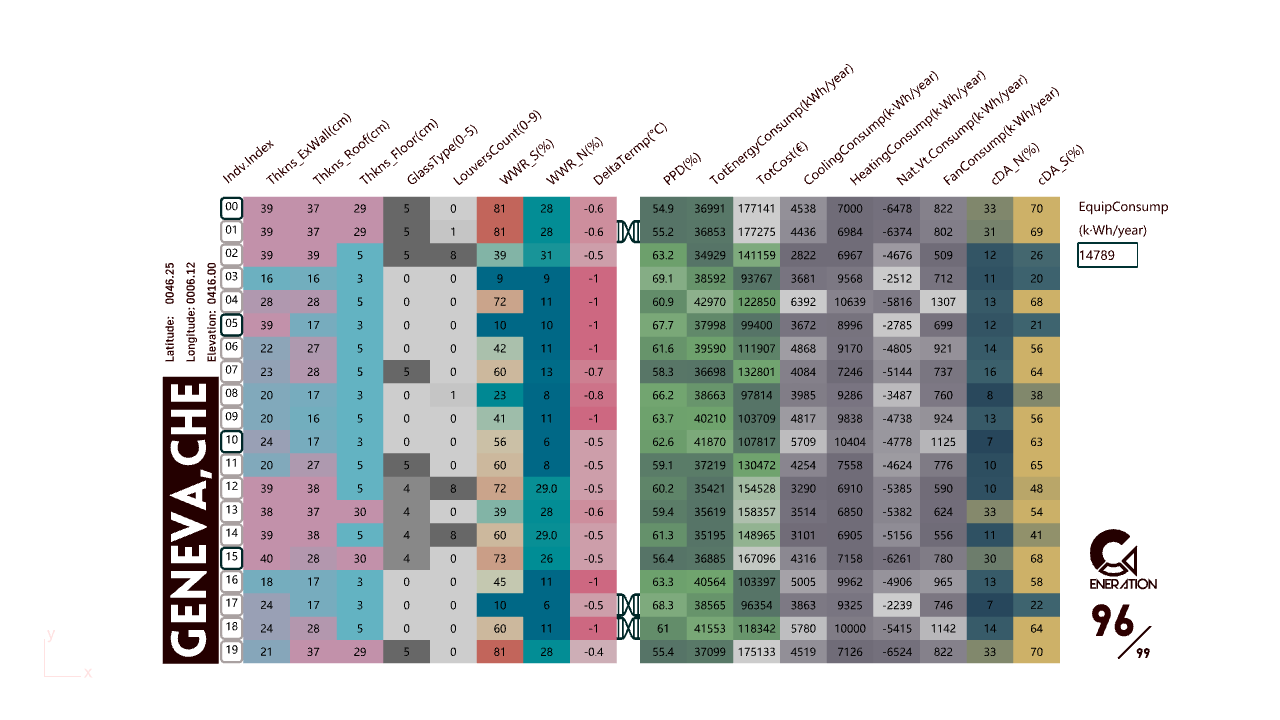 Indv.Index Thkns_ExWall(cm) Thkns_Roof(cm) Thkns_Floor(cm) GlassType(0-5) LouversCount(0-9) WWR_S(%) WWR_N(%) DeltaTermp(°C) PPD(%) TotEnergyConsump(kWh/year) TotCost(€) CoolingConsump(k·Wh/year) HeatingConsump(k·Wh/year) Nat.Vt.Consump(k·Wh/year) FanConsump(k·Wh/year) cDA_N(%) cDA_S(%)
00 39 37 29 5 0 81 28 -0.6 54.9 36991 177141 4538 7000 -6478 822 33 70
01 39 37 29 5 1 81 28 -0.6 55.2 36853 177275 4436 6984 -6374 802 31 69
02 39 39 5 5 8 39 31 -0.5 63.2 34929 141159 2822 6967 -4676 509 12 26
03 16 16 3 0 0 9 9 -1 69.1 38592 93767 3681 9568 -2512 712 11 20
04 28 28 5 0 0 72 11 -1 60.9 42970 122850 6392 10639 -5816 1307 13 68
05 39 17 3 0 0 10 10 -1 67.7 37998 99400 3672 8996 -2785 699 12 21
06 22 27 5 0 0 42 11 -1 61.6 39590 111907 4868 9170 -4805 921 14 56
07 23 28 5 5 0 60 13 -0.7 58.3 36698 132801 4084 7246 -5144 737 16 64
08 20 17 3 0 1 23 8 -0.8 66.2 38663 97814 3985 9286 -3487 760 8 38
09 20 16 5 0 0 41 11 -1 63.7 40210 103709 4817 9838 -4738 924 13 56
10 24 17 3 0 0 56 6 -0.5 62.6 41870 107817 5709 10404 -4778 1125 7 63
11 20 27 5 5 0 60 8 -0.5 59.1 37219 130472 4254 7558 -4624 776 10 65
12 39 38 5 4 8 72 29.0 -0.5 60.2 35421 154528 3290 6910 -5385 590 10 48
13 38 37 30 4 0 39 28 -0.6 59.4 35619 158357 3514 6850 -5382 624 33 54
14 39 38 5 4 8 60 29.0 -0.5 61.3 35195 148965 3101 6905 -5156 556 11 41
15 40 28 30 4 0 73 26 -0.5 56.4 36885 167096 4316 7158 -6261 780 30 68
16 18 17 3 0 0 45 11 -1 63.3 40564 103397 5005 9962 -4906 965 13 58
17 24 17 3 0 0 10 6 -0.5 68.3 38565 96354 3863 9325 -2239 746 7 22
18 24 28 5 0 0 60 11 -1 61 41553 118342 5780 10000 -5415 1142 14 64
19 21 37 29 5 0 81 28 -0.4 55.4 37099 175133 4519 7126 -6524 822 33 70
EquipConsump
(k·Wh/year)
14789
Latitude: 0046.25
Longitude: 0006.12
Elevation: 0416.00
GENEVA,CHE
ENERATION
96/99
y
x